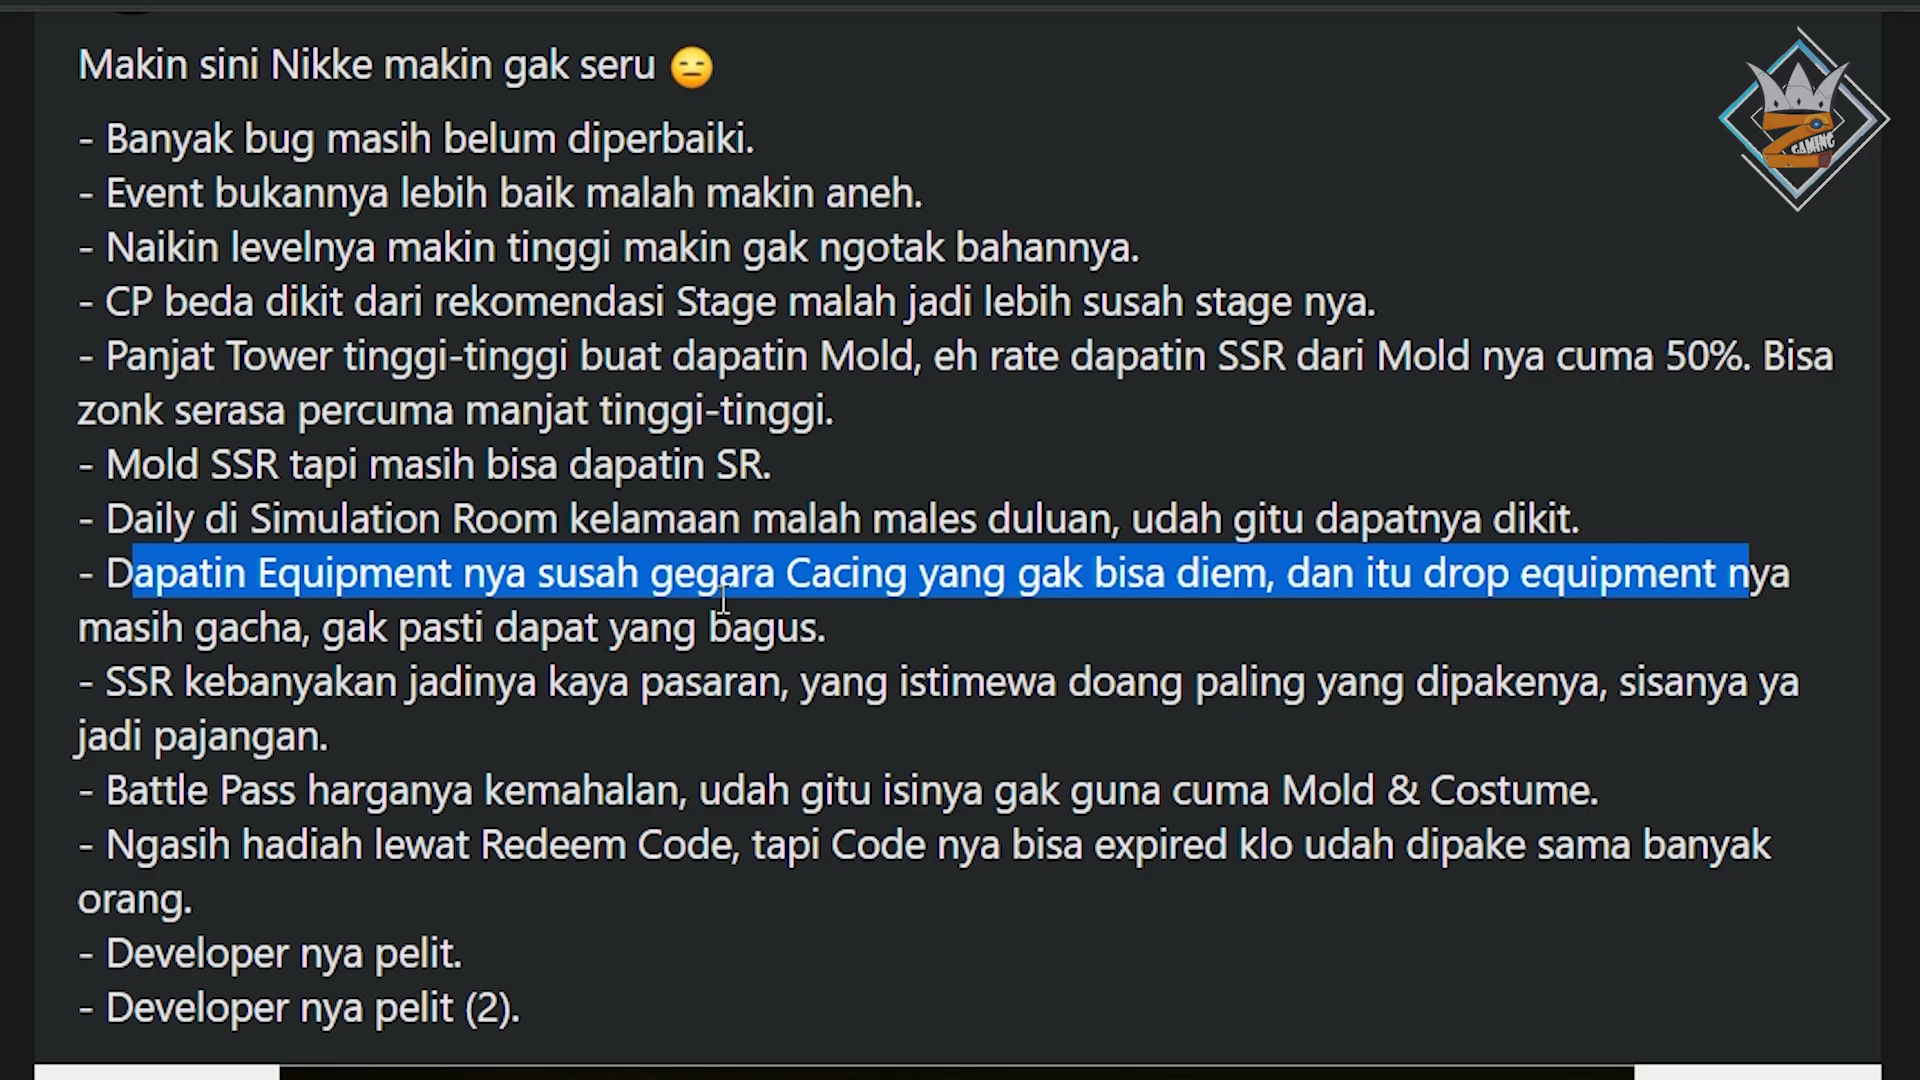 Makin sini Nikke makin gak seru 😑
- Banyak bug masih belum diperbaiki.
- Event bukannya lebih baik malah makin aneh.
- Naikin levelnya makin tinggi makin gak ngotak bahannya.
- CP beda dikit dari rekomendasi Stage malah jadi lebih susah stage nya.
- Panjat Tower tinggi-tinggi buat dapatin Mold, eh rate dapatin SSR dari Mold nya cuma 50%. Bisa
zonk serasa percuma manjat tinggi-tinggi.
- Mold SSR tapi masih bisa dapatin SR.
- Daily di Simulation Room kelamaan malah males duluan, udah gitu dapatnya dikit.
- Dapatin Equipment nya susah gegara Cacing yang gak bisa diem, dan itu drop equipment nya
masih gacha, gak pasti dapat yang bagus.
- SSR kebanyakan jadinya kaya pasaran, yang istimewa doang paling yang dipakenya, sisanya ya
jadi pajangan.
- Battle Pass harganya kemahalan, udah gitu isinya gak guna cuma Mold & Costume.
- Ngasih hadiah lewat Redeem Code, tapi Code nya bisa expired klo udah dipake sama banyak
orang.
- Developer nya pelit.
- Developer nya pelit (2).
GAMING